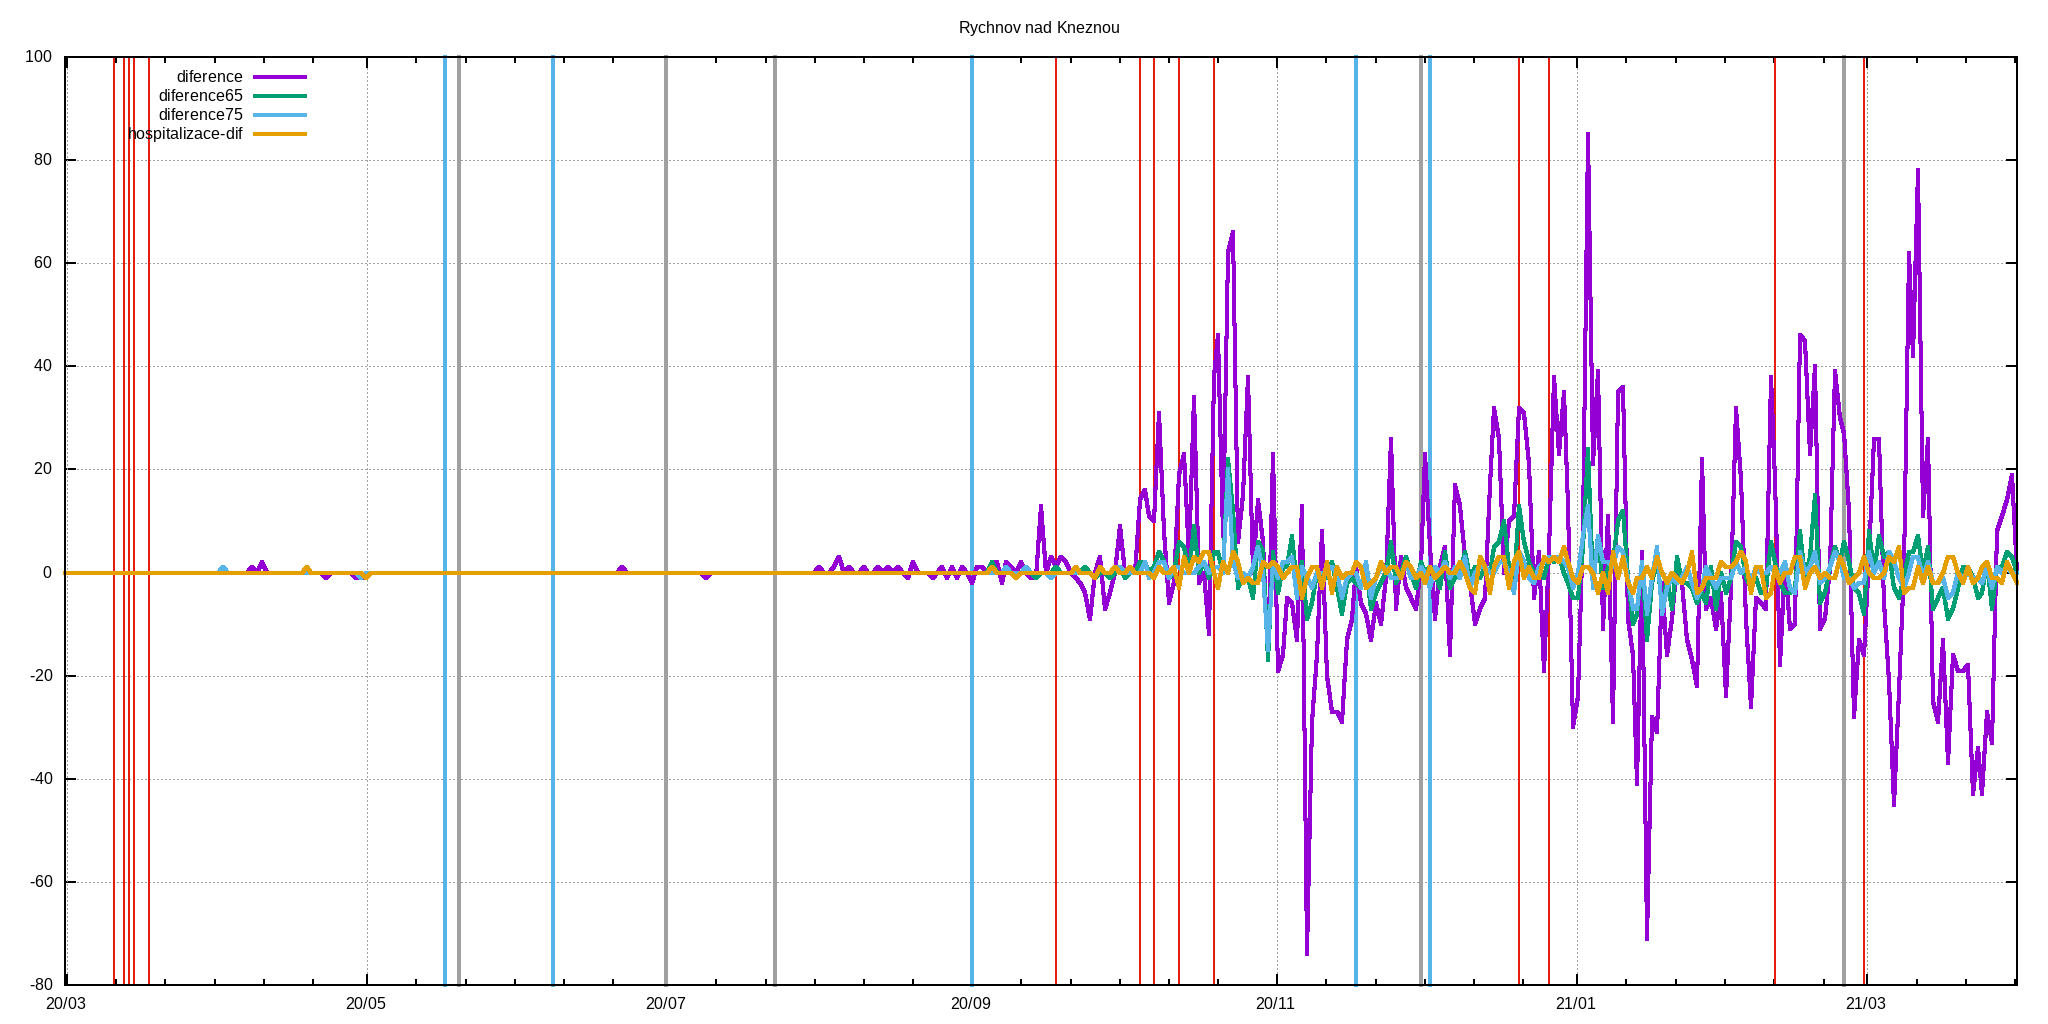 Rychnov nad Kneznou
diference
diference65
diference75
hospitalizace-dif
100
80
60
40
20
0
-20
-40
-60
-80
20/03 20/05 20/07 20/09 20/11 21/01 21/03